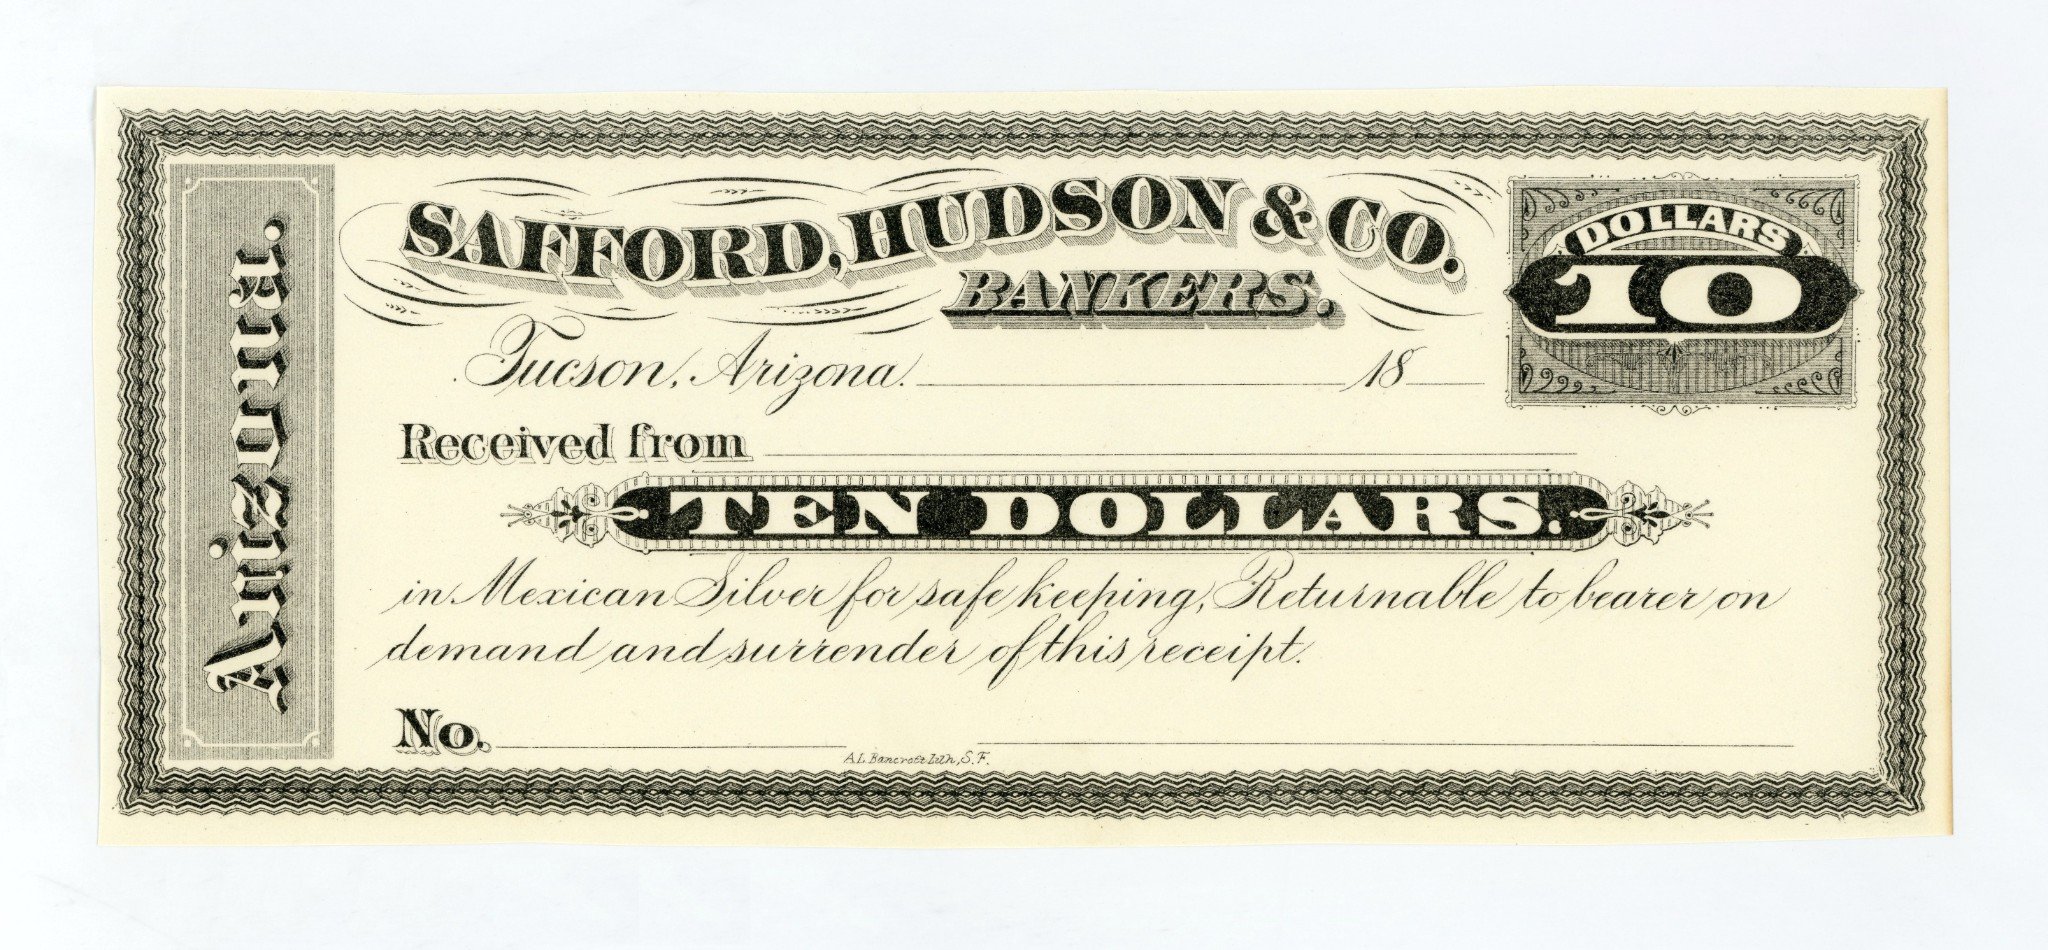 Arizona.
SAFFORD, HUDSON & CO.
BANKERS.
DOLLARS
10
Tucson, Arizona. 18
Received from
TEN DOLLARS.
in Mexican Silver for safe keeping, Returnable to bearer on
demand and surrender of this receipt.
No.
A.L. Bancroft Lith, S.F.